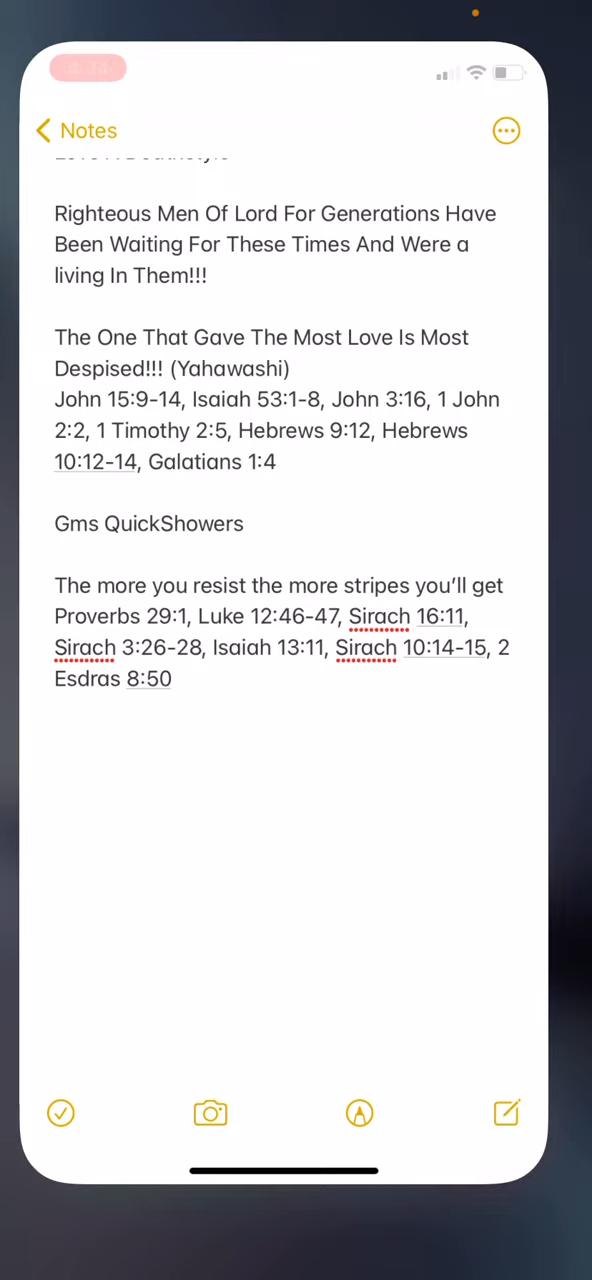 Notes
Righteous Men Of Lord For Generations Have
Been Waiting For These Times And Were a
living In Them!!!
The One That Gave The Most Love Is Most
Despised!!! (Yahawashi)
John 15:9-14, Isaiah 53:1-8, John 3:16, 1 John
2:2, 1 Timothy 2:5, Hebrews 9:12, Hebrews
10:12-14, Galatians 1:4
Gms QuickShowers
The more you resist the more stripes you’ll get
Proverbs 29:1, Luke 12:46-47, Sirach 16:11,
Sirach 3:26-28, Isaiah 13:11, Sirach 10:14-15, 2
Esdras 8:50